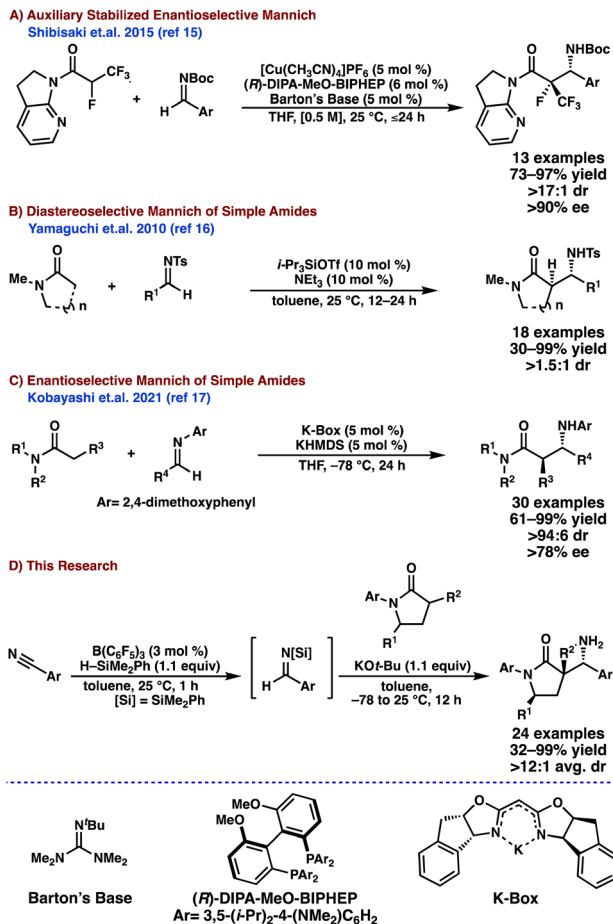 A) Auxiliary Stabilized Enantioselective Mannich
Shibisaki et.al. 2015 (ref 15)
O
CF3
N
F
N
+
NBoc
H
Ar
[Cu(CH3CN)4]PF6 (5 mol %)
(R)-DIPA-MeO-BIPHEP (6 mol %)
Barton's Base (5 mol %)
THF, [0.5 M], 25 °C, ≤24 h
O
NHBoc
N
Ar
F
CF3
N
13 examples
73–97% yield
>17:1 dr
>90% ee
B) Diastereoselective Mannich of Simple Amides
Yamaguchi et.al. 2010 (ref 16)
O
Me
N
n
+
NTs
R1
H
i-Pr3SiOTf (10 mol %)
NEt3 (10 mol %)
toluene, 25 °C, 12–24 h
O
H
NHTs
Me
N
R1
n
18 examples
30–99% yield
>1.5:1 dr
C) Enantioselective Mannich of Simple Amides
Kobayashi et.al. 2021 (ref 17)
O
R1
N
R3
R2
+
N
Ar
R4
H
Ar= 2,4-dimethoxyphenyl
K-Box (5 mol %)
KHMDS (5 mol %)
THF, –78 °C, 24 h
O
NHAr
R1
N
R4
R2
R3
30 examples
61–99% yield
>94:6 dr
>78% ee
D) This Research
N
Ar
B(C6F5)3 (3 mol %)
H–SiMe2Ph (1.1 equiv)
toluene, 25 °C, 1 h
[Si] = SiMe2Ph
N[Si]
H
Ar
O
Ar
N
R2
R1
KOt-Bu (1.1 equiv)
toluene,
–78 to 25 °C, 12 h
O
R2
NH2
Ar
N
Ar
R1
24 examples
32–99% yield
>12:1 avg. dr
NtBu
Me2N
NMe2
Barton's Base
MeO
MeO
PAr2
PAr2
(R)-DIPA-MeO-BIPHEP
Ar= 3,5-(i-Pr)2-4-(NMe2)C6H2
O
O
N
N
K
K-Box